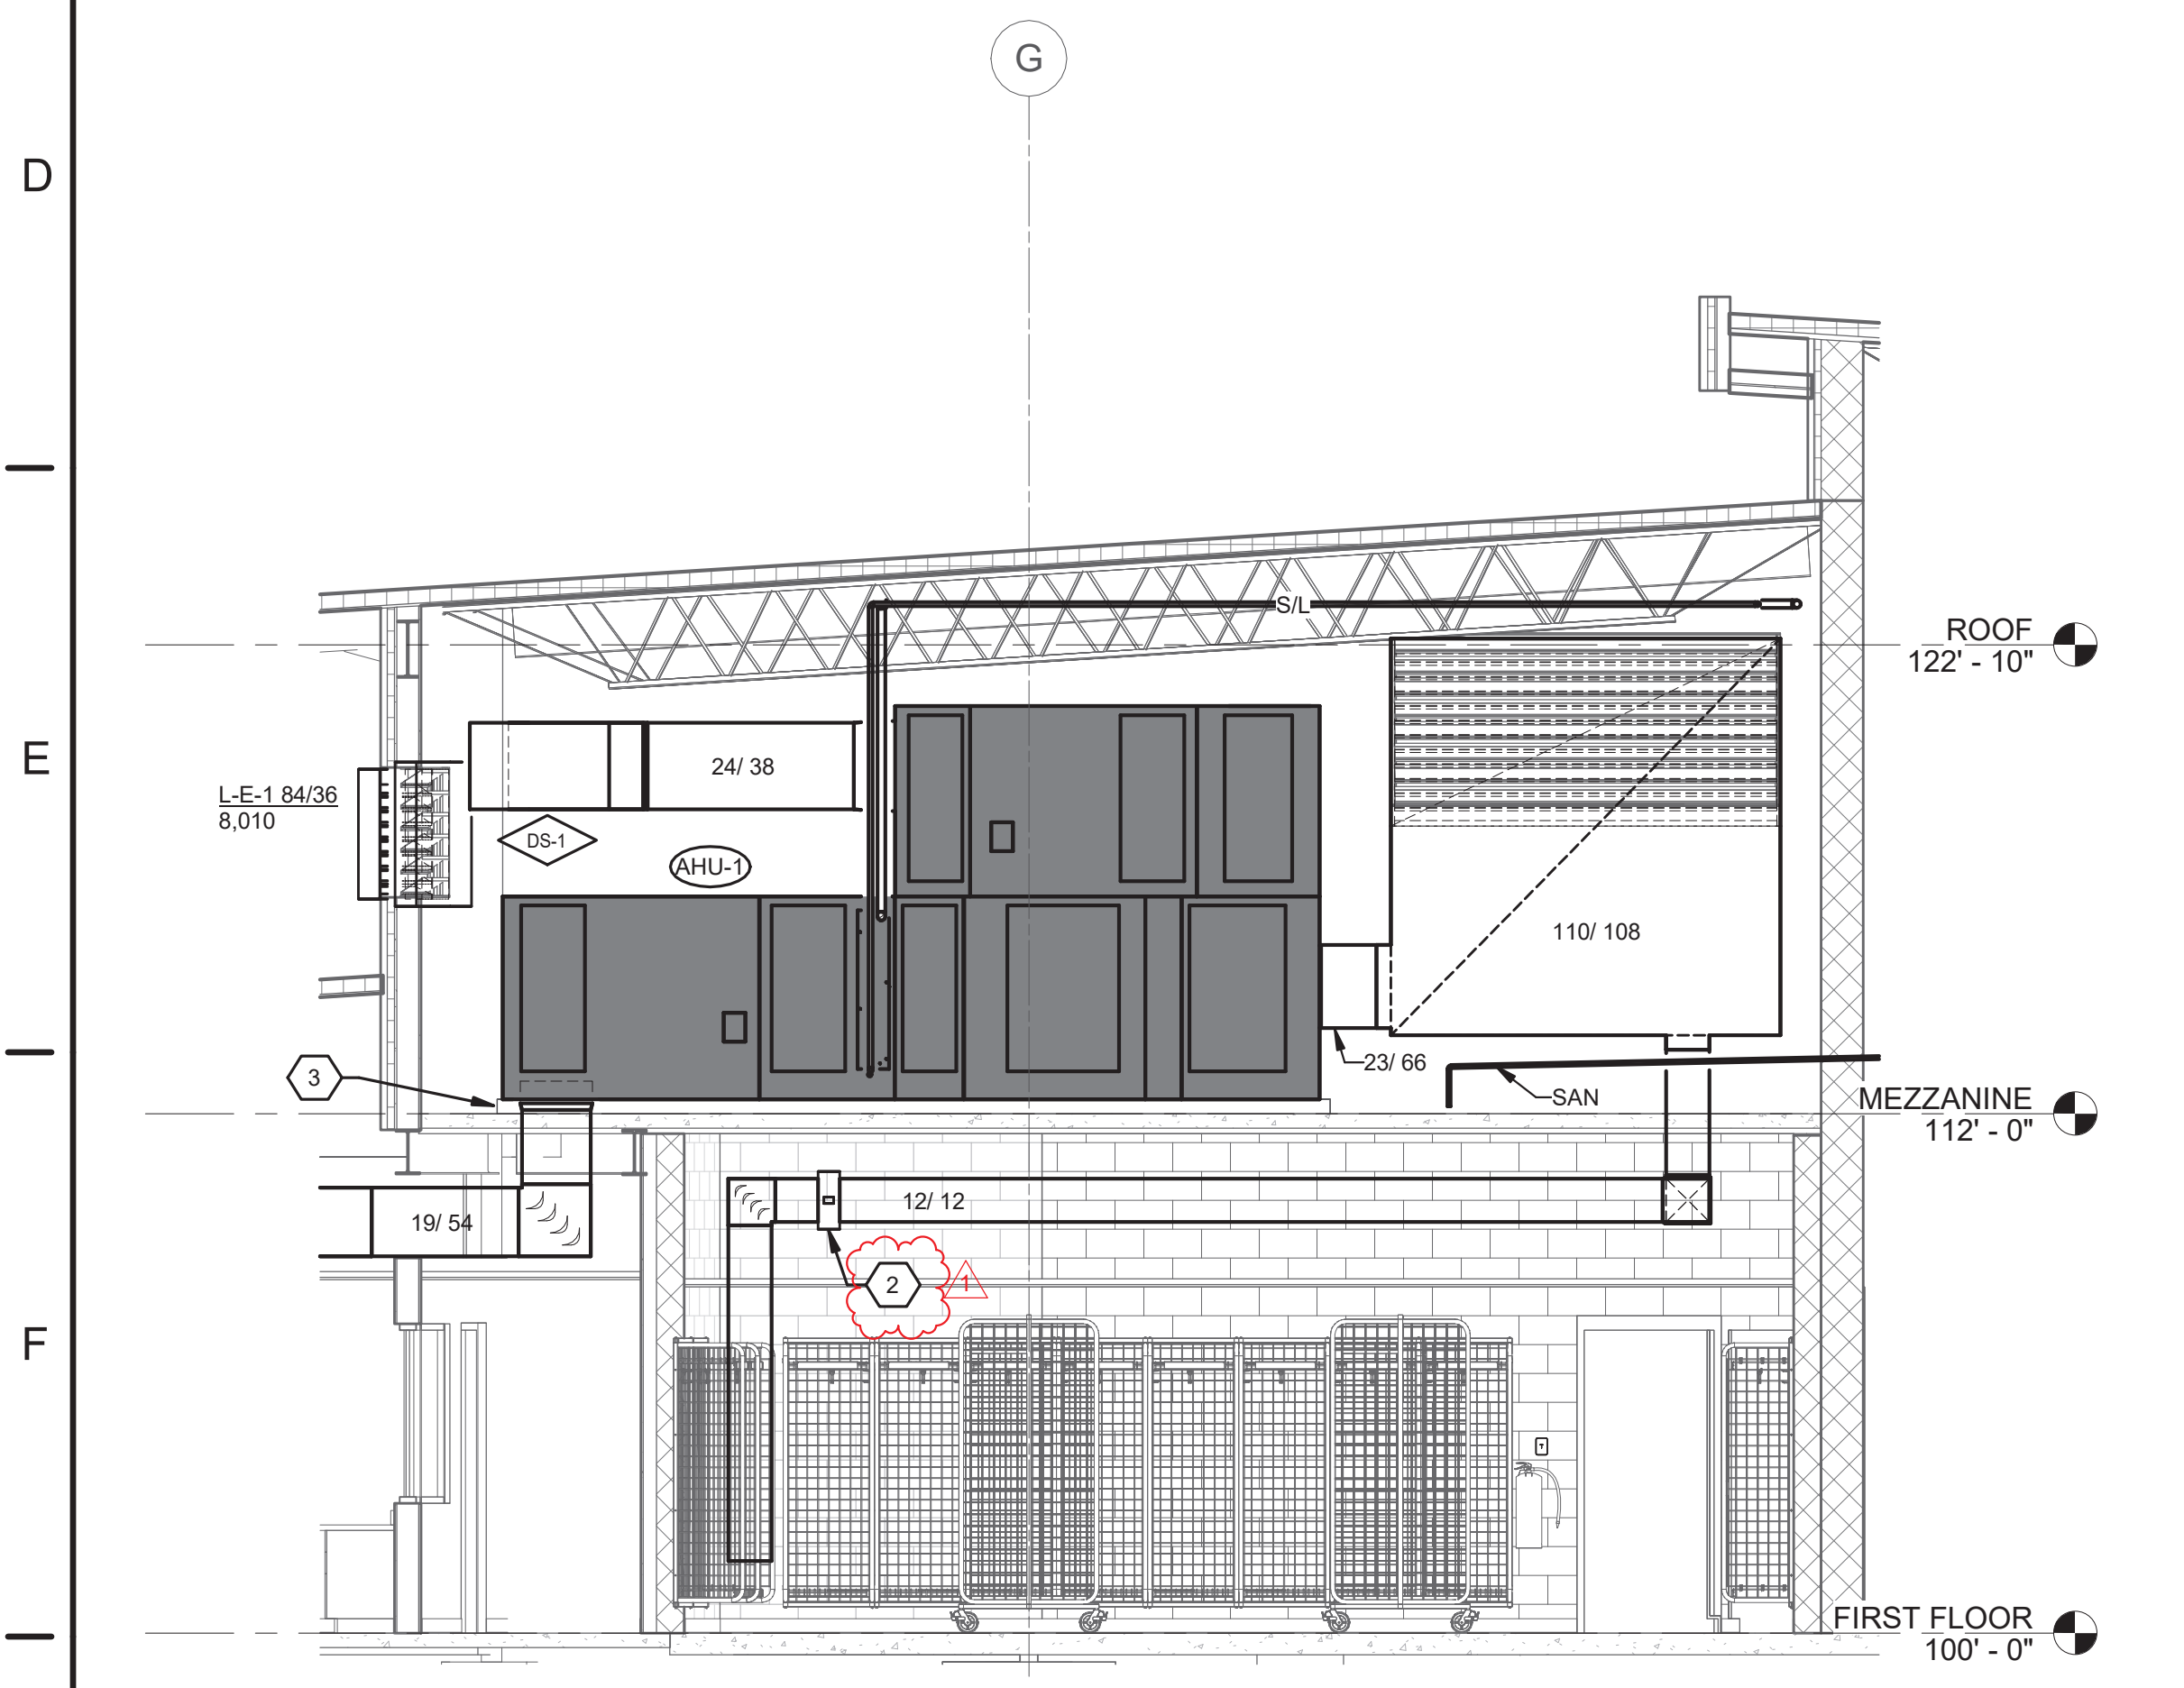 G
D
S/L
ROOF
122' - 10"
E
24/ 38
L-E-1 84/36
8,010
DS-1
AHU-1
110/ 108
3
23/ 66
SAN
MEZZANINE
112' - 0"
12/ 12
19/ 54
2
1
F
FIRST FLOOR
100' - 0"